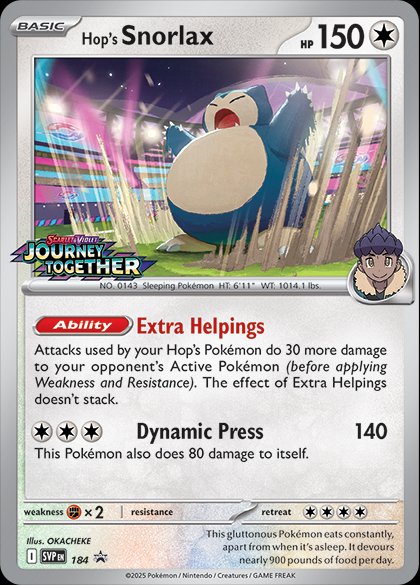 BASIC
Hop's Snorlax HP 150
SCARLET & VIOLET
JOURNEY
TOGETHER
NO. 0143 Sleeping Pokémon HT: 6'11" WT: 1014.1 lbs.
Ability Extra Helpings
Attacks used by your Hop's Pokémon do 30 more damage
to your opponent's Active Pokémon (before applying
Weakness and Resistance). The effect of Extra Helpings
doesn't stack.
Dynamic Press 140
This Pokémon also does 80 damage to itself.
weakness ×2 resistance retreat
Illus. OKACHEKE
This gluttonous Pokémon eats constantly,
apart from when it's asleep. It devours
nearly 900 pounds of food per day.
I SVP EN 184
©2025 Pokémon / Nintendo / Creatures / GAME FREAK